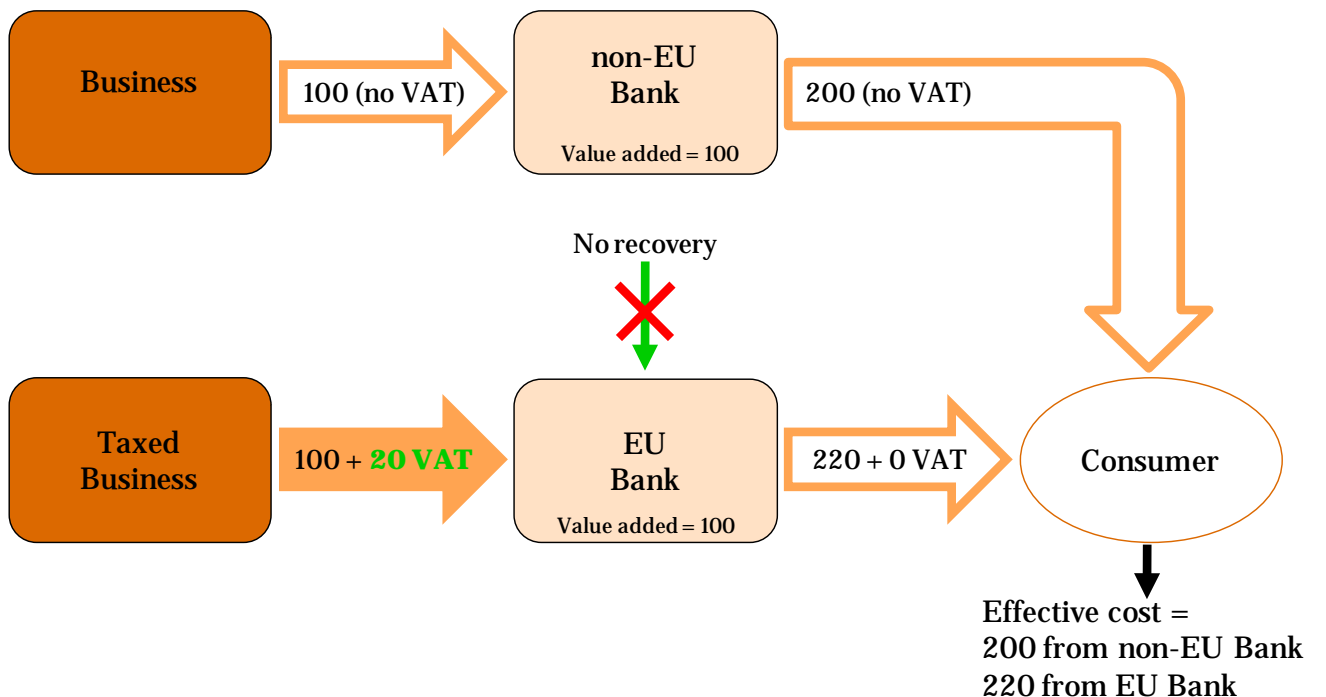 Business
100 (no VAT)
non-EU
Bank
Value added = 100
200 (no VAT)
No recovery
Taxed
Business
100 + 20 VAT
EU
Bank
Value added = 100
220 + 0 VAT
Consumer
Effective cost =
200 from non-EU Bank
220 from EU Bank